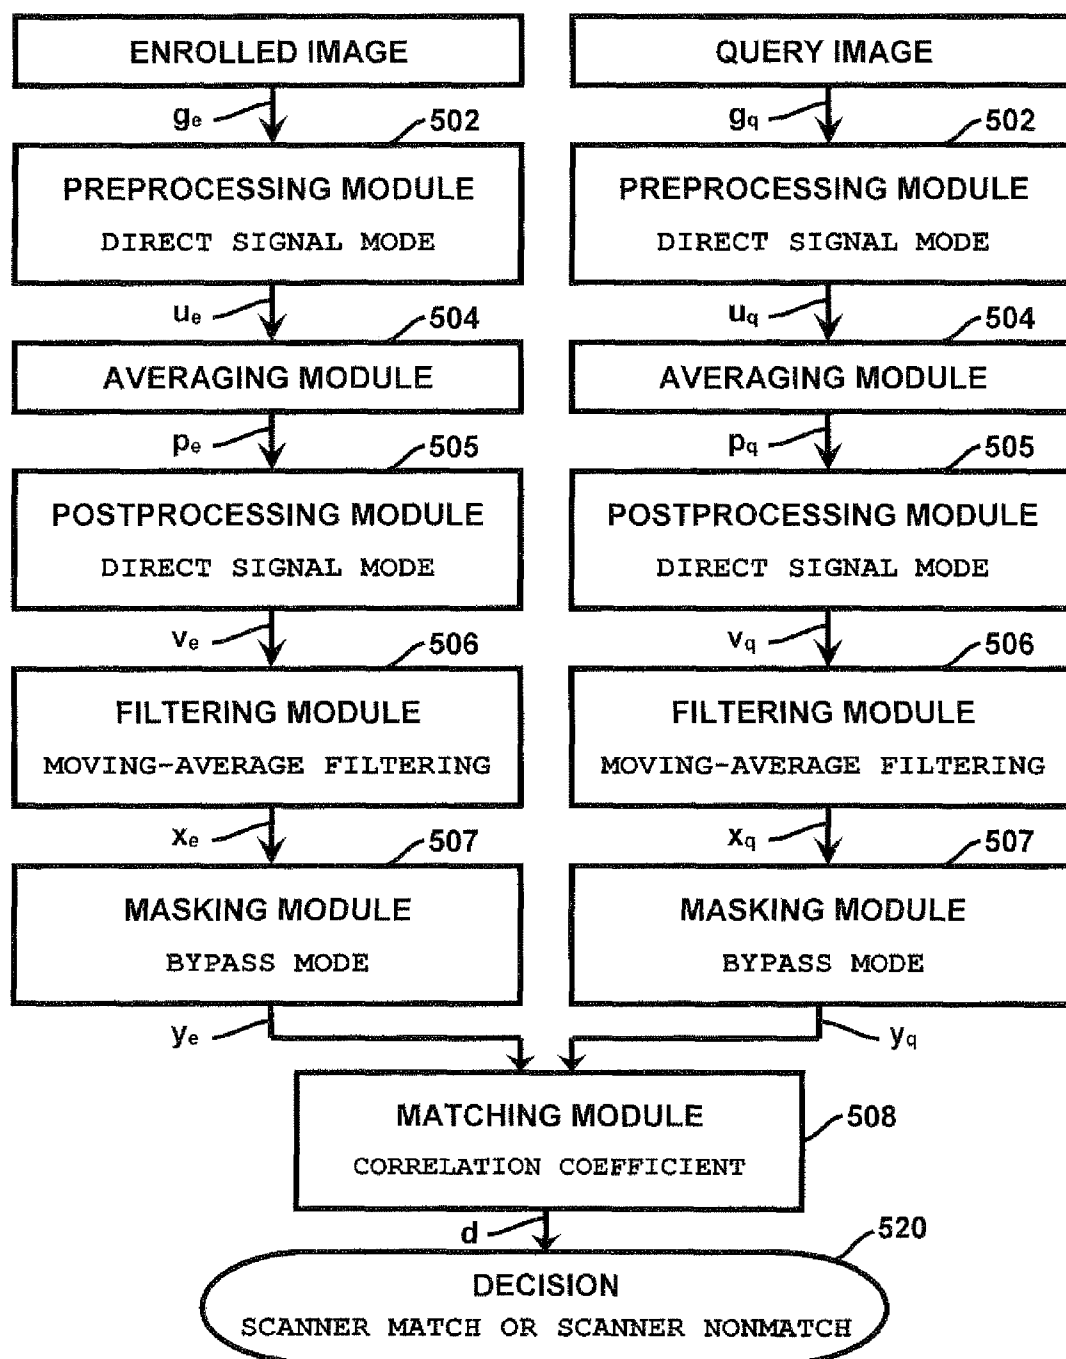 ENROLLED IMAGE
QUERY IMAGE
ge
gq
502
502
PREPROCESSING MODULE
DIRECT SIGNAL MODE
PREPROCESSING MODULE
DIRECT SIGNAL MODE
ue
uq
504
504
AVERAGING MODULE
AVERAGING MODULE
pe
pq
505
505
POSTPROCESSING MODULE
DIRECT SIGNAL MODE
POSTPROCESSING MODULE
DIRECT SIGNAL MODE
ve
vq
506
506
FILTERING MODULE
MOVING-AVERAGE FILTERING
FILTERING MODULE
MOVING-AVERAGE FILTERING
xe
xq
507
507
MASKING MODULE
BYPASS MODE
MASKING MODULE
BYPASS MODE
ye
yq
MATCHING MODULE
CORRELATION COEFFICIENT
508
d
520
DECISION
SCANNER MATCH OR SCANNER NONMATCH